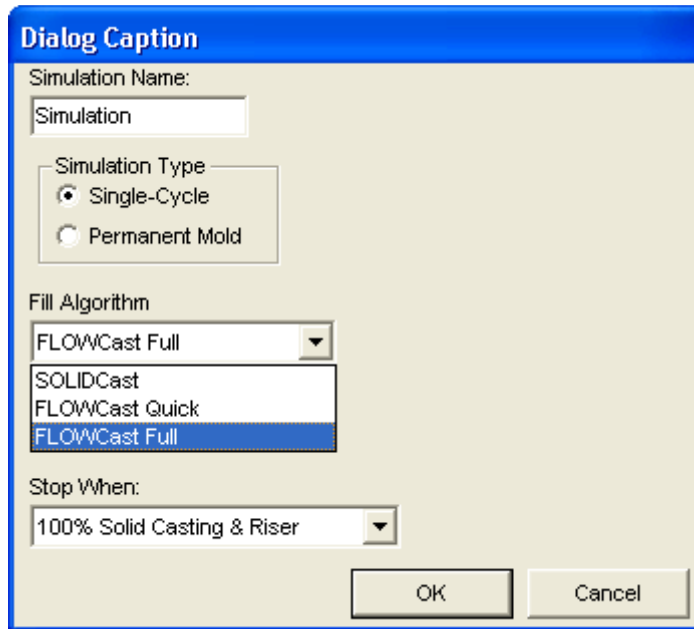 Dialog Caption
Simulation Name:
Simulation
Simulation Type
Single-Cycle
Permanent Mold
Fill Algorithm
FLOWCast Full
SOLIDCast
FLOWCast Quick
FLOWCast Full
Stop When:
100% Solid Casting & Riser
OK Cancel